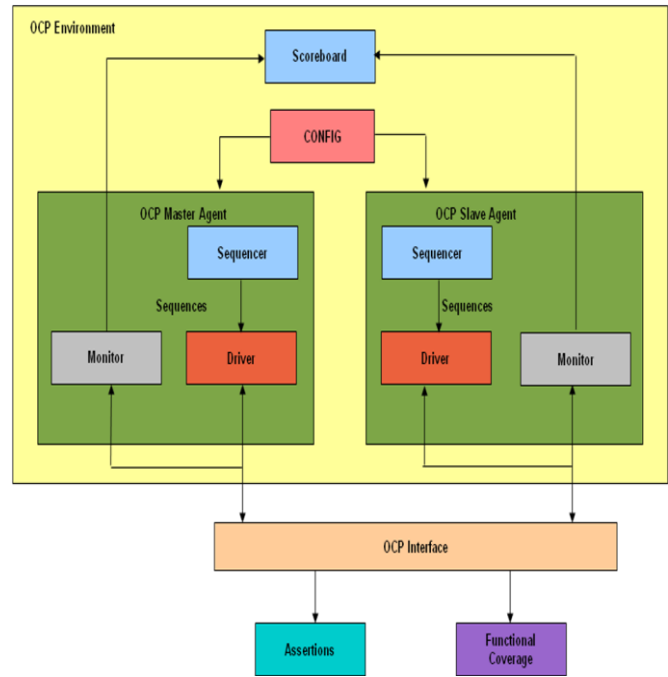 OCP Environment
Scoreboard
CONFIG
OCP Master Agent
Sequencer
Sequences
Monitor
Driver
OCP Slave Agent
Sequencer
Sequences
Driver
Monitor
OCP Interface
Assertions
Functional
Coverage